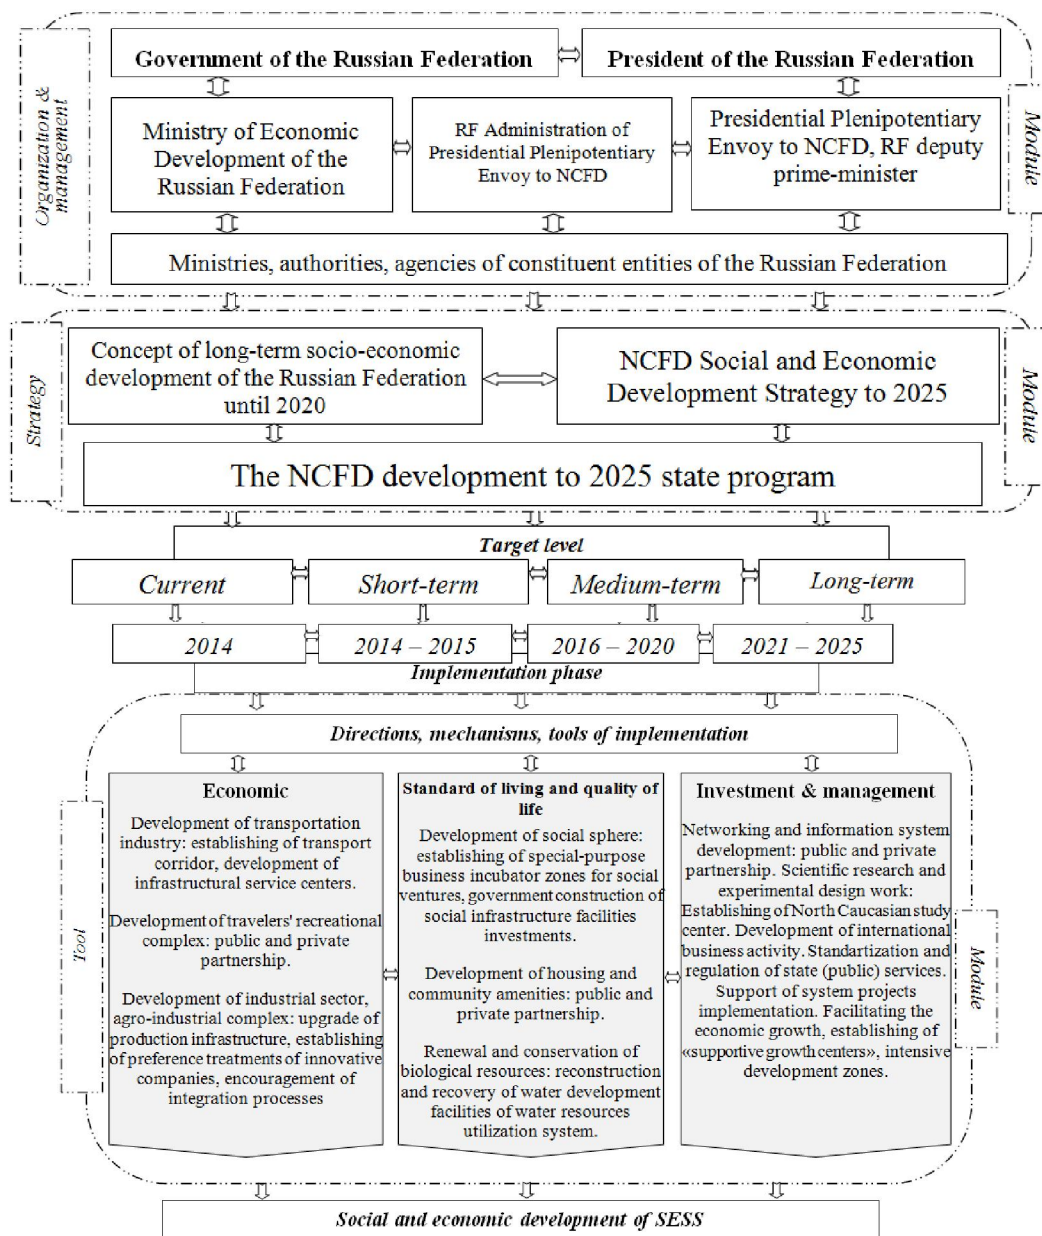 Government of the Russian Federation
President of the Russian Federation
Organization &
management
Module
Ministry of Economic
Development of the
Russian Federation
RF Administration of
Presidential Plenipotentiary
Envoy to NCFD
Presidential Plenipotentiary
Envoy to NCFD, RF deputy
prime-minister
Ministries, authorities, agencies of constituent entities of the Russian Federation
Strategy
Module
Concept of long-term socio-economic
development of the Russian Federation
until 2020
NCFD Social and Economic
Development Strategy to 2025
The NCFD development to 2025 state program
Target level
Current
Short-term
Medium-term
Long-term
2014
2014 – 2015
2016 – 2020
2021 – 2025
Implementation phase
Directions, mechanisms, tools of implementation
Tool
Module
Economic
Development of transportation
industry: establishing of transport
corridor, development of
infrastructural service centers.
Development of travelers' recreational
complex: public and private
partnership.
Development of industrial sector,
agro-industrial complex: upgrade of
production infrastructure, establishing
of preference treatments of innovative
companies, encouragement of
integration processes
Standard of living and quality of
life
Development of social sphere:
establishing of special-purpose
business incubator zones for social
ventures, government construction of
social infrastructure facilities
investments.
Development of housing and
community amenities: public and
private partnership.
Renewal and conservation of
biological resources: reconstruction
and recovery of water development
facilities of water resources
utilization system.
Investment & management
Networking and information system
development: public and private
partnership. Scientific research and
experimental design work:
Establishing of North Caucasian study
center. Development of international
business activity. Standartization and
regulation of state (public) services.
Support of system projects
implementation. Facilitating the
economic growth, establishing of
«supportive growth centers», intensive
development zones.
Social and economic development of SESS